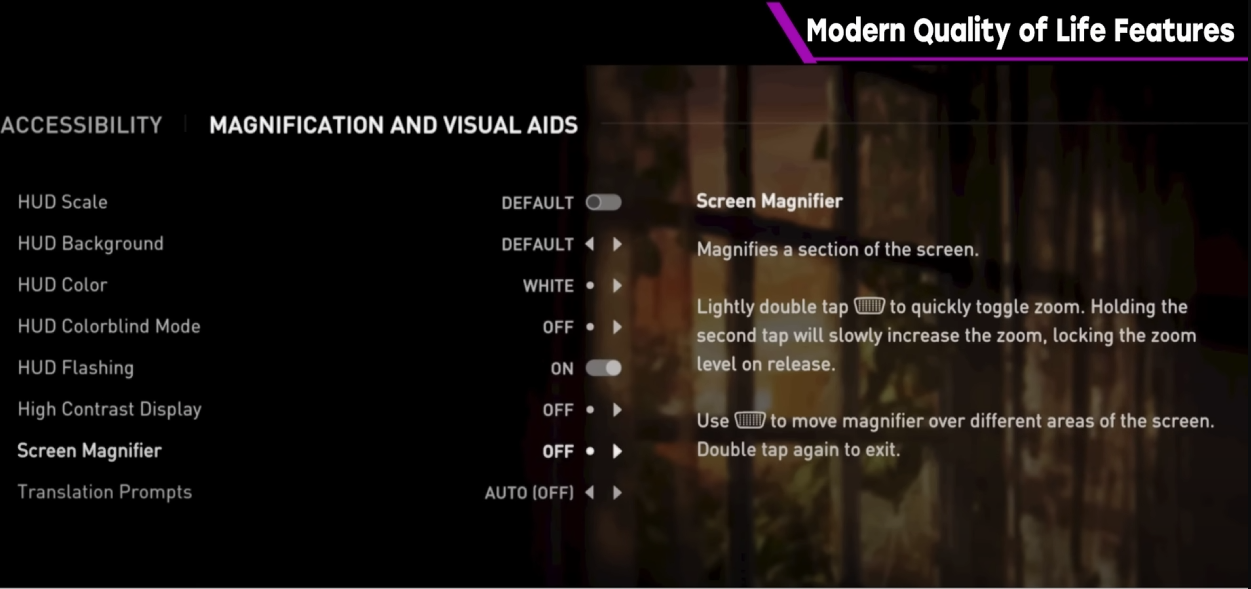 Modern Quality of Life Features
ACCESSIBILITY MAGNIFICATION AND VISUAL AIDS
HUD Scale DEFAULT
HUD Background DEFAULT
HUD Color WHITE
HUD Colorblind Mode OFF
HUD Flashing ON
High Contrast Display OFF
Screen Magnifier OFF
Translation Prompts AUTO (OFF)
Screen Magnifier
Magnifies a section of the screen.
Lightly double tap to quickly toggle zoom. Holding the
second tap will slowly increase the zoom, locking the zoom
level on release.
Use to move magnifier over different areas of the screen.
Double tap again to exit.